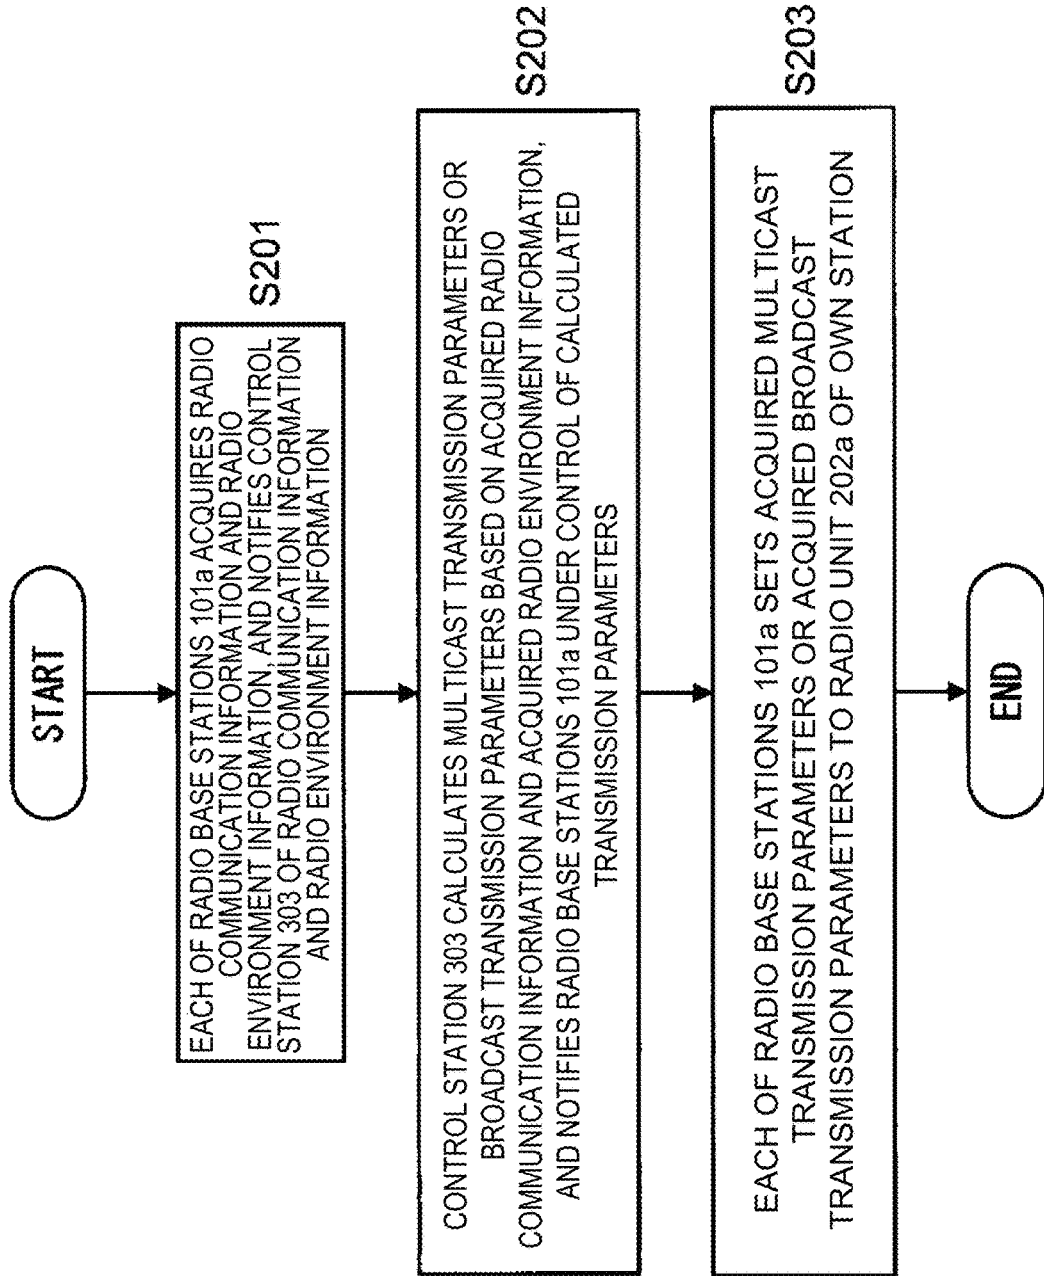 START
S201
EACH OF RADIO BASE STATIONS 101a ACQUIRES RADIO
COMMUNICATION INFORMATION AND RADIO
ENVIRONMENT INFORMATION, AND NOTIFIES CONTROL
STATION 303 OF RADIO COMMUNICATION INFORMATION
AND RADIO ENVIRONMENT INFORMATION
S202
CONTROL STATION 303 CALCULATES MULTICAST TRANSMISSION PARAMETERS OR
BROADCAST TRANSMISSION PARAMETERS BASED ON ACQUIRED RADIO
COMMUNICATION INFORMATION AND ACQUIRED RADIO ENVIRONMENT INFORMATION,
AND NOTIFIES RADIO BASE STATIONS 101a UNDER CONTROL OF CALCULATED
TRANSMISSION PARAMETERS
S203
EACH OF RADIO BASE STATIONS 101a SETS ACQUIRED MULTICAST
TRANSMISSION PARAMETERS OR ACQUIRED BROADCAST
TRANSMISSION PARAMETERS TO RADIO UNIT 202a OF OWN STATION
END